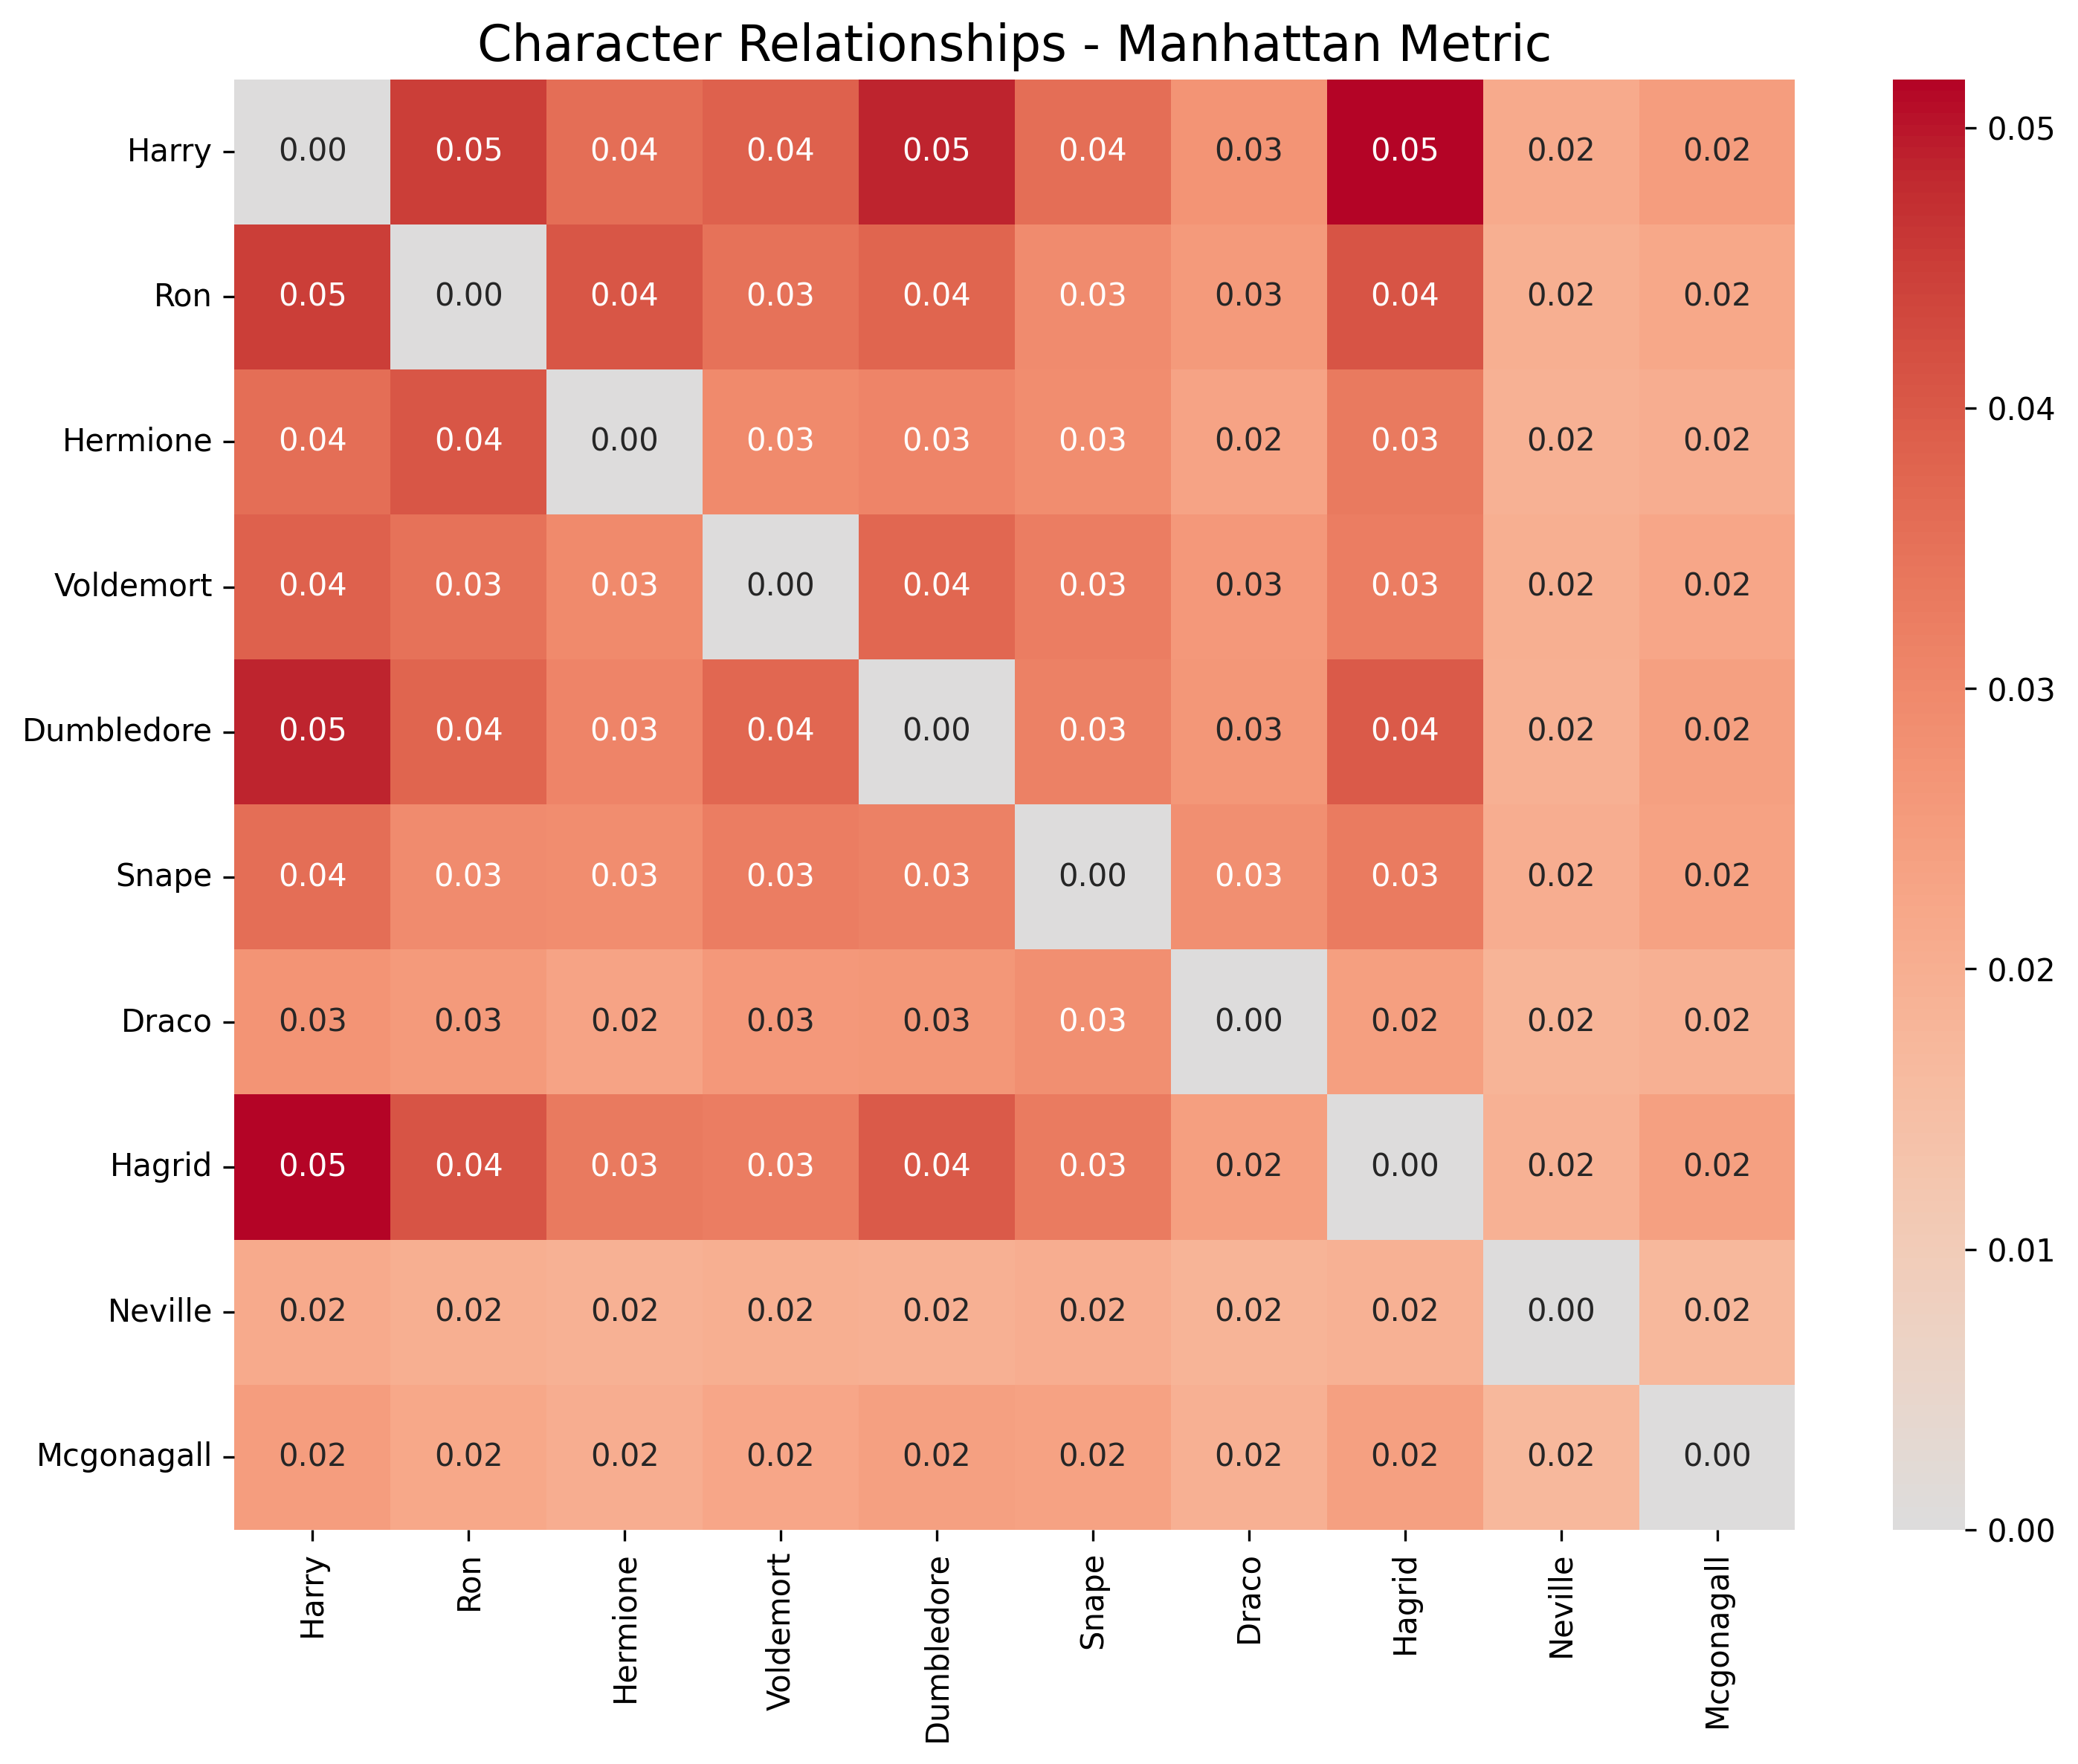 Character Relationships - Manhattan Metric
Harry 0.00 0.05 0.04 0.04 0.05 0.04 0.03 0.05 0.02 0.02
Ron 0.05 0.00 0.04 0.03 0.04 0.03 0.03 0.04 0.02 0.02
Hermione 0.04 0.04 0.00 0.03 0.03 0.03 0.02 0.03 0.02 0.02
Voldemort 0.04 0.03 0.03 0.00 0.04 0.03 0.03 0.03 0.02 0.02
Dumbledore 0.05 0.04 0.03 0.04 0.00 0.03 0.03 0.04 0.02 0.02
Snape 0.04 0.03 0.03 0.03 0.03 0.00 0.03 0.03 0.02 0.02
Draco 0.03 0.03 0.02 0.03 0.03 0.03 0.00 0.02 0.02 0.02
Hagrid 0.05 0.04 0.03 0.03 0.04 0.03 0.02 0.00 0.02 0.02
Neville 0.02 0.02 0.02 0.02 0.02 0.02 0.02 0.02 0.00 0.02
Mcgonagall 0.02 0.02 0.02 0.02 0.02 0.02 0.02 0.02 0.02 0.00
Harry Ron Hermione Voldemort Dumbledore Snape Draco Hagrid Neville Mcgonagall
0.05
0.04
0.03
0.02
0.01
0.00